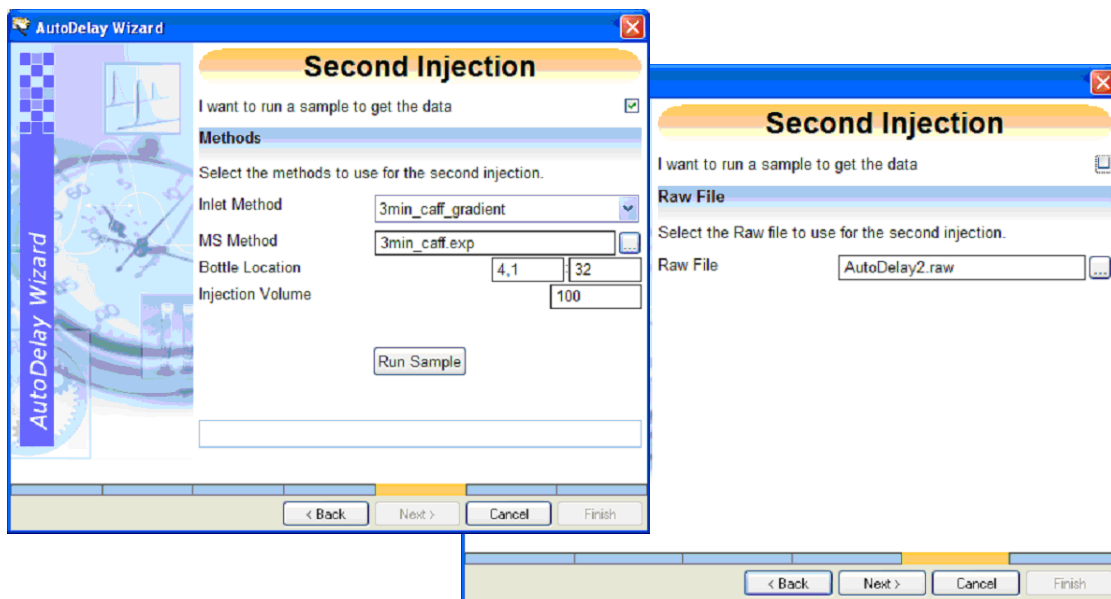 AutoDelay Wizard
Second Injection
I want to run a sample to get the data
Methods
Select the methods to use for the second injection.
Inlet Method 3min_caff_gradient
MS Method 3min_caff.exp ...
Bottle Location 4,1 : 32
Injection Volume 100
Run Sample
AutoDelay Wizard
< Back Next > Cancel Finish
Second Injection
I want to run a sample to get the data
Raw File
Select the Raw file to use for the second injection.
Raw File AutoDelay2.raw ...
< Back Next > Cancel Finish